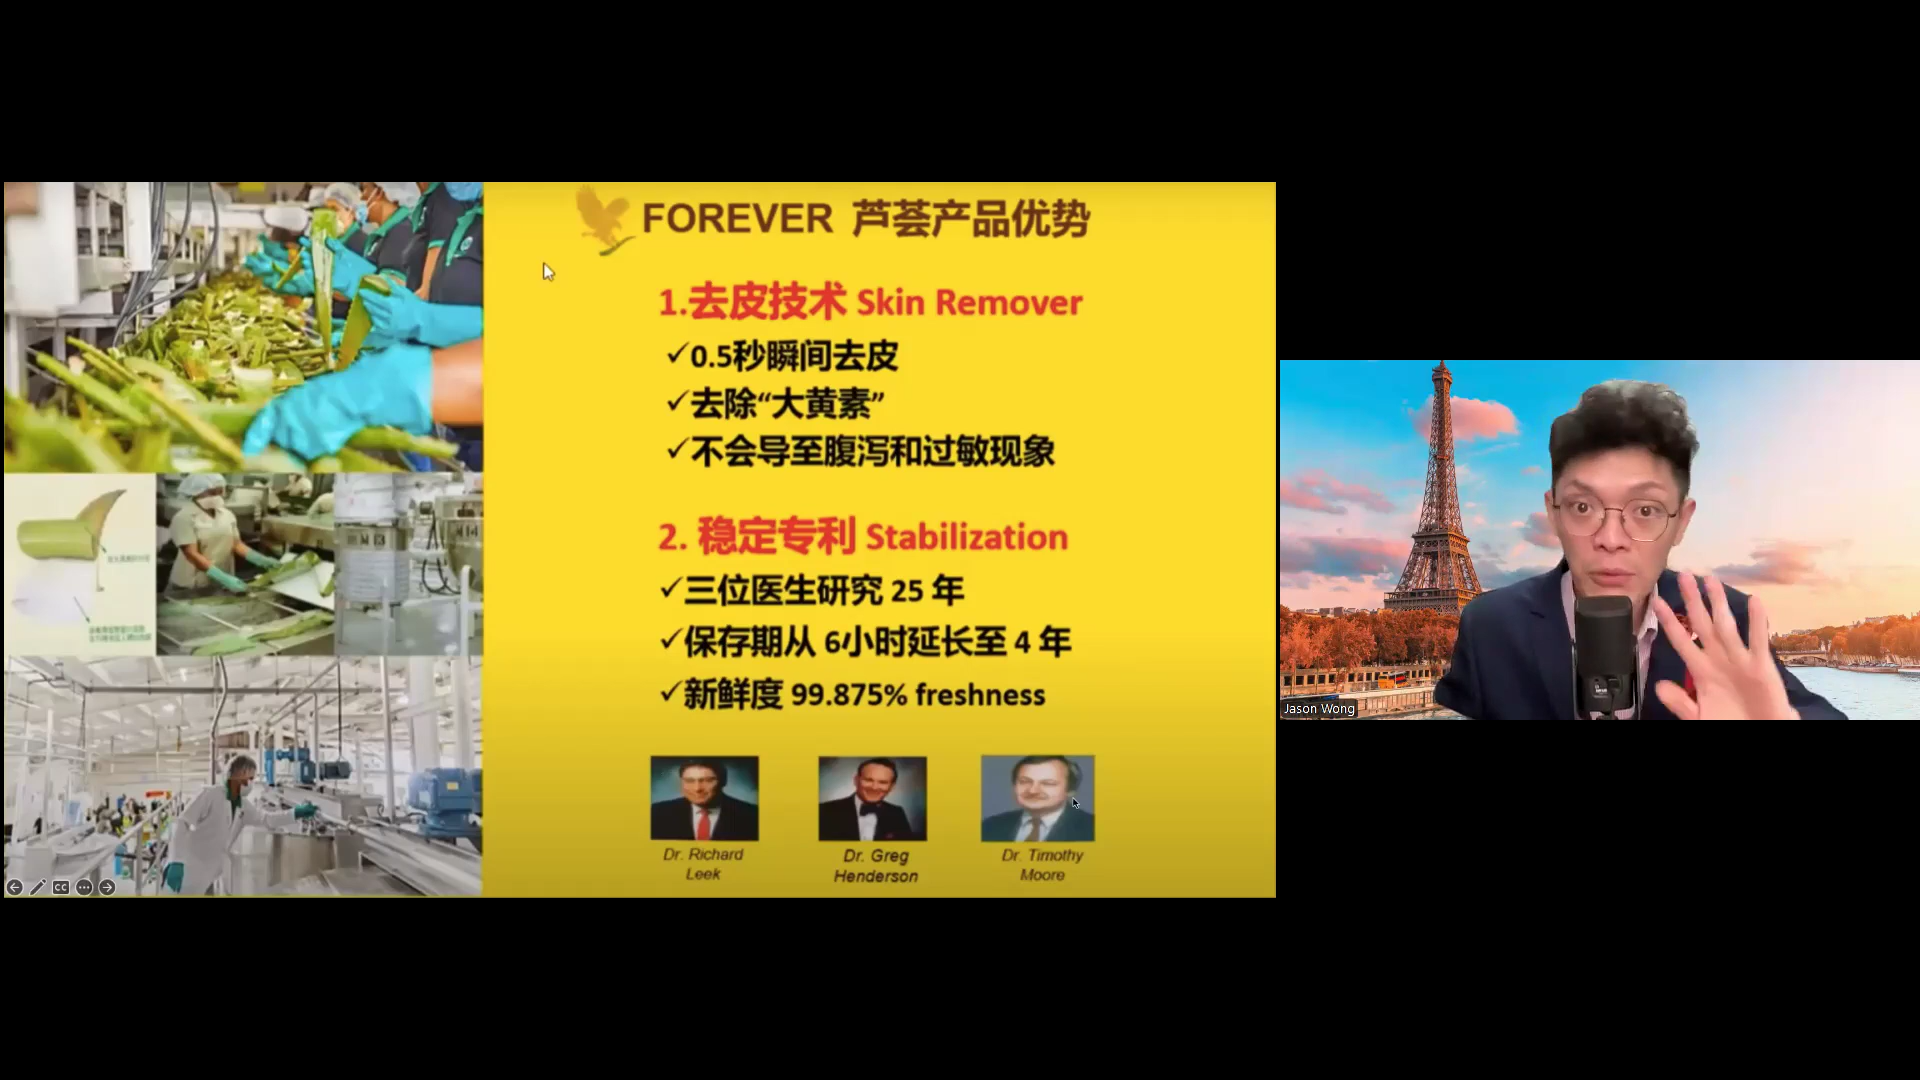 FOREVER 芦荟产品优势
1.去皮技术 Skin Remover
✓0.5秒瞬间去皮
✓去除“大黄素”
✓不会导至腹泻和过敏现象
2. 稳定专利 Stabilization
✓三位医生研究 25 年
✓保存期从 6小时延长至 4 年
✓新鲜度 99.875% freshness
Dr. Richard
Leek
Dr. Greg
Henderson
Dr. Timothy
Moore
CC
Jason Wong